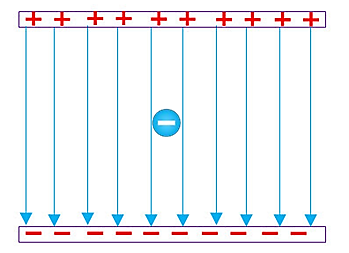 + + + + + + + + + +
−
− − − − − − − − − −